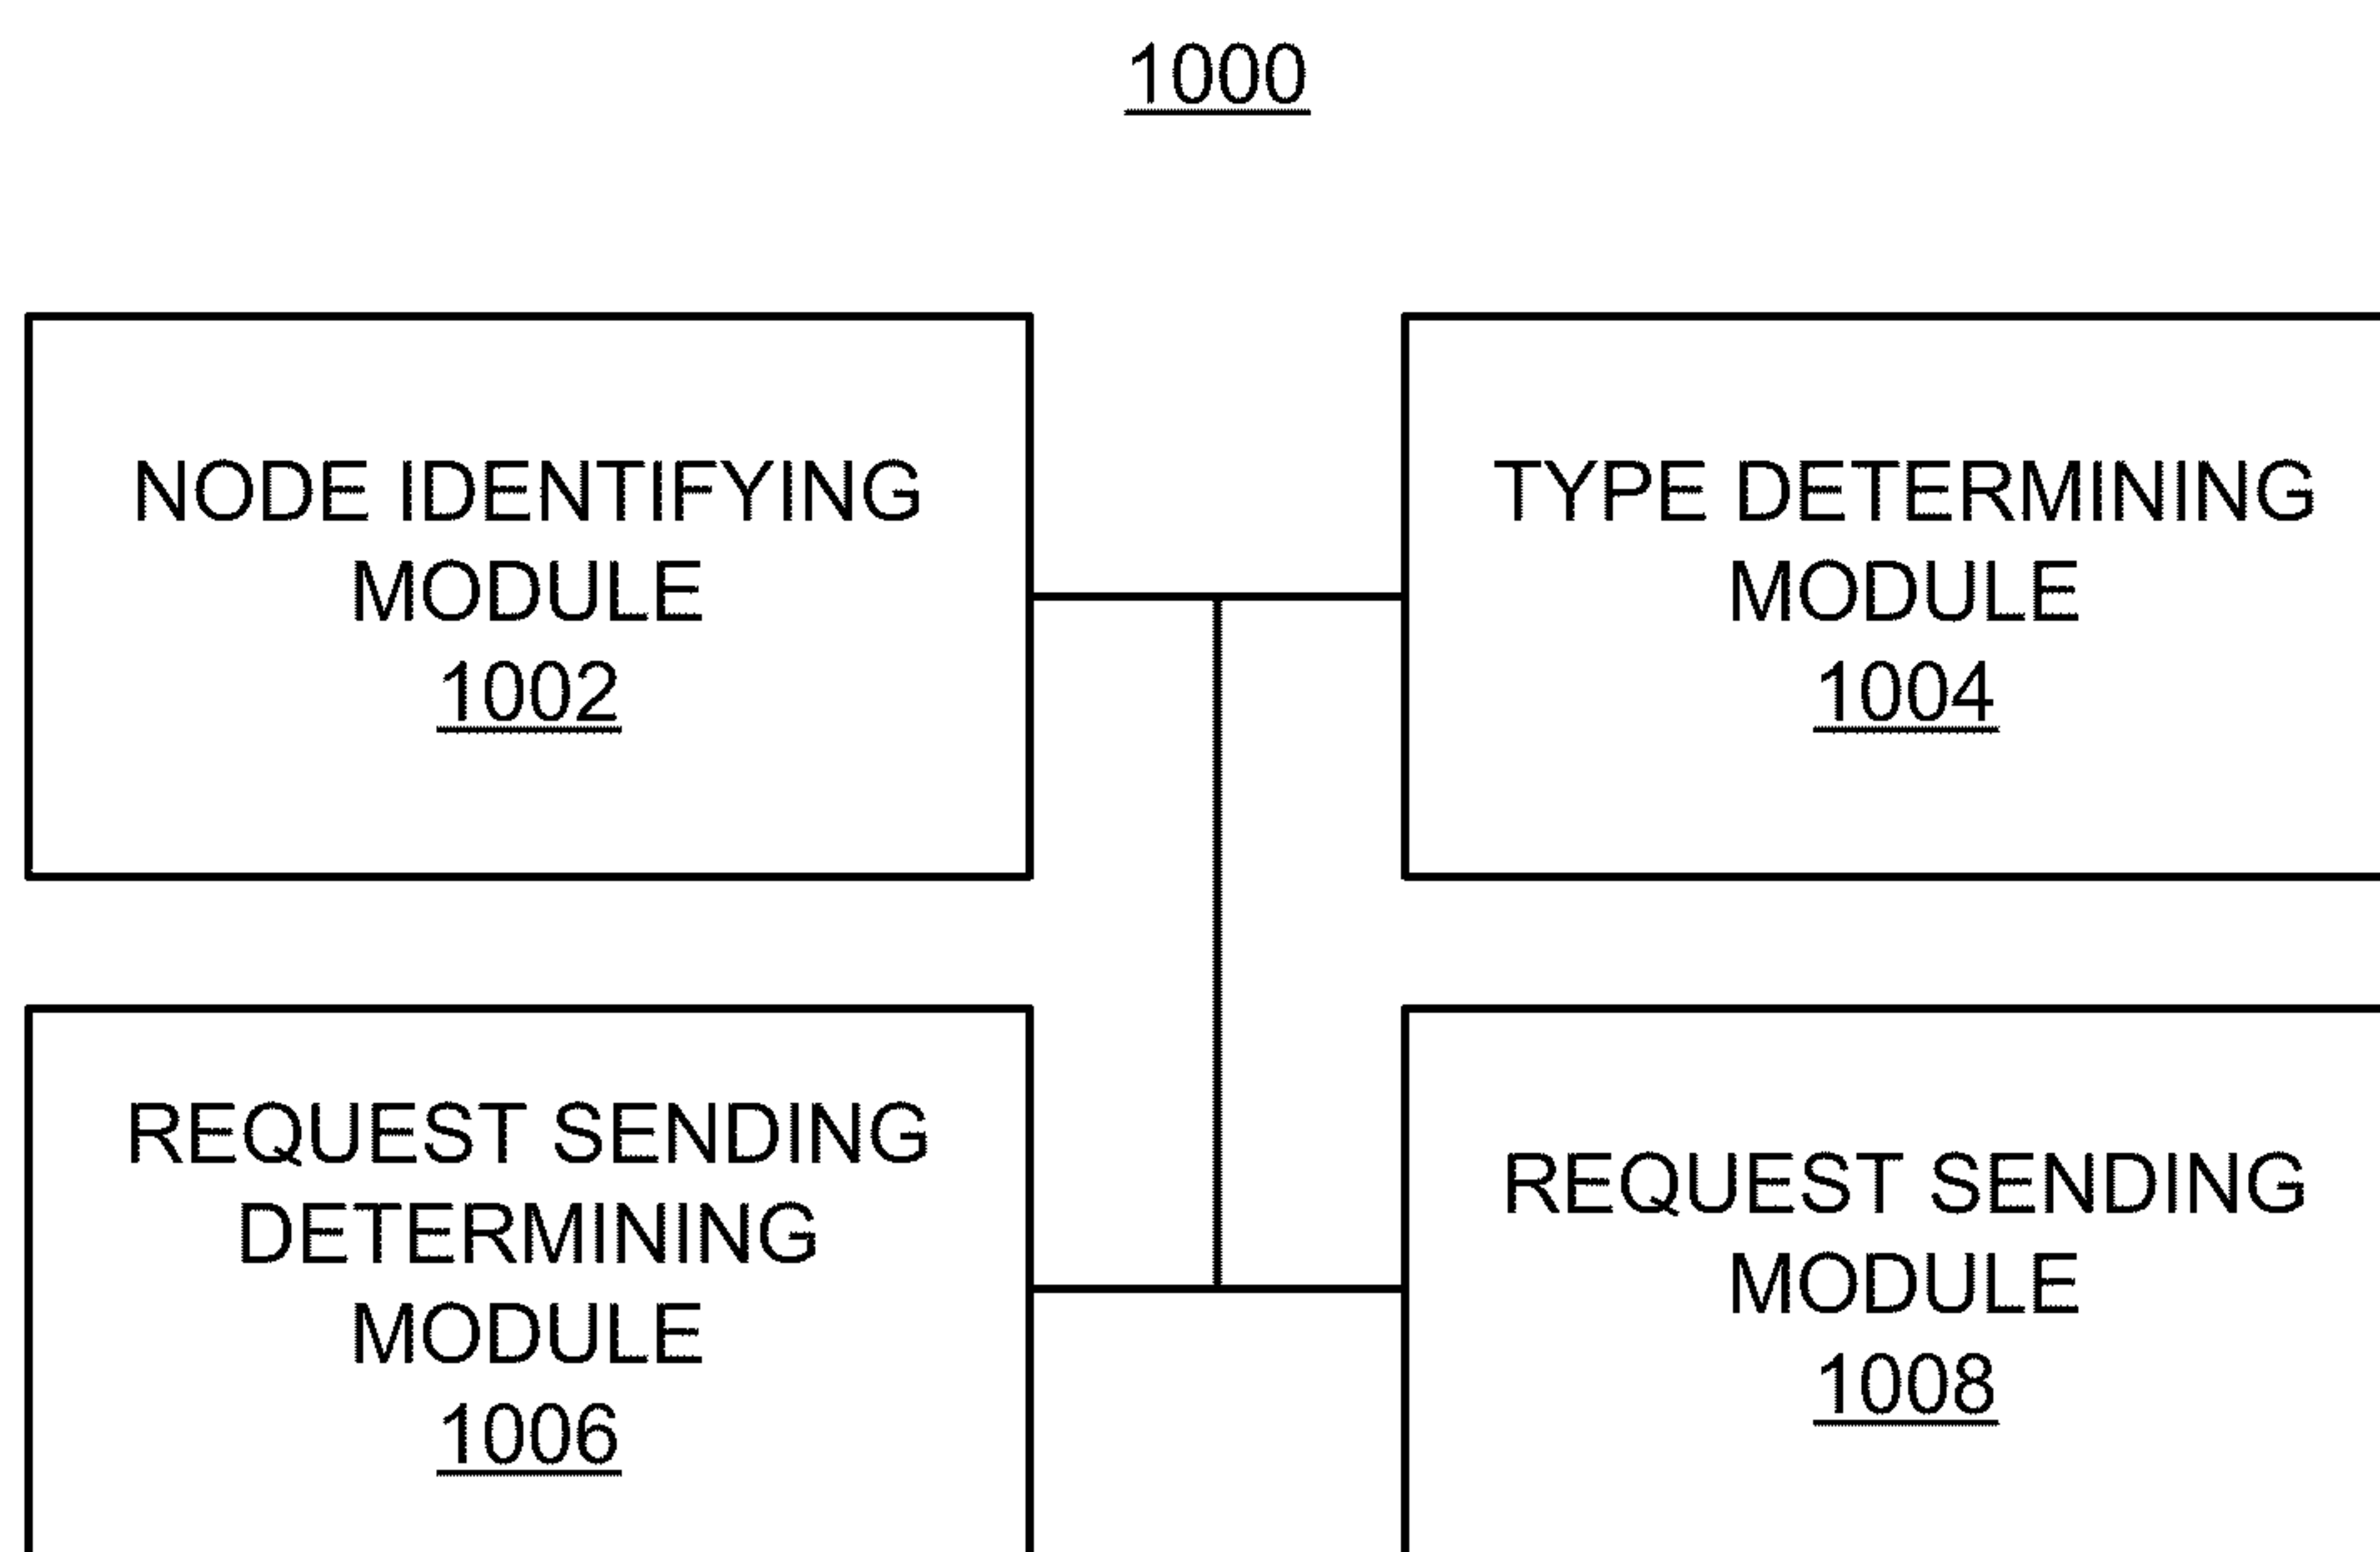 1000
NODE IDENTIFYING
MODULE
1002
TYPE DETERMINING
MODULE
1004
REQUEST SENDING
DETERMINING
MODULE
1006
REQUEST SENDING
MODULE
1008